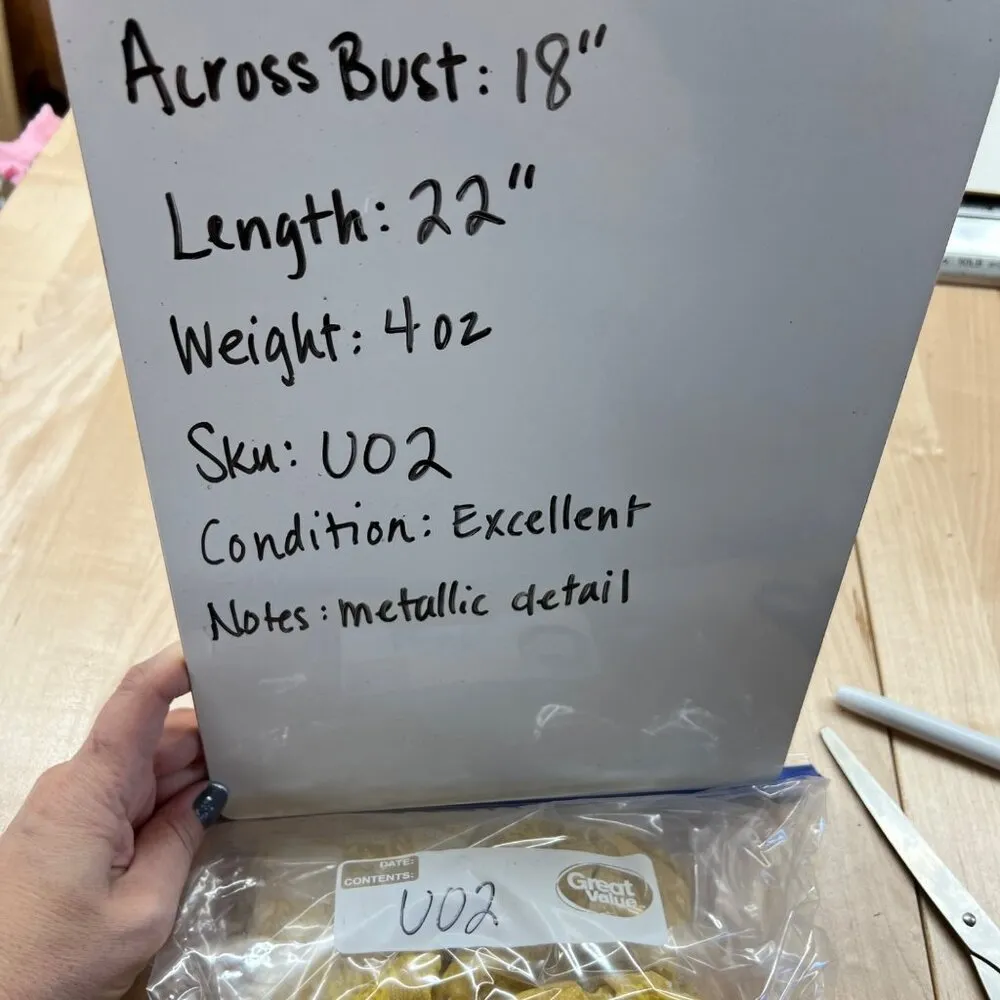 Across Bust: 18"
Length: 22"
Weight: 4 oz
Sku: U02
Condition: Excellent
Notes: metallic detail
DATE:
CONTENTS:
U02
Great Value